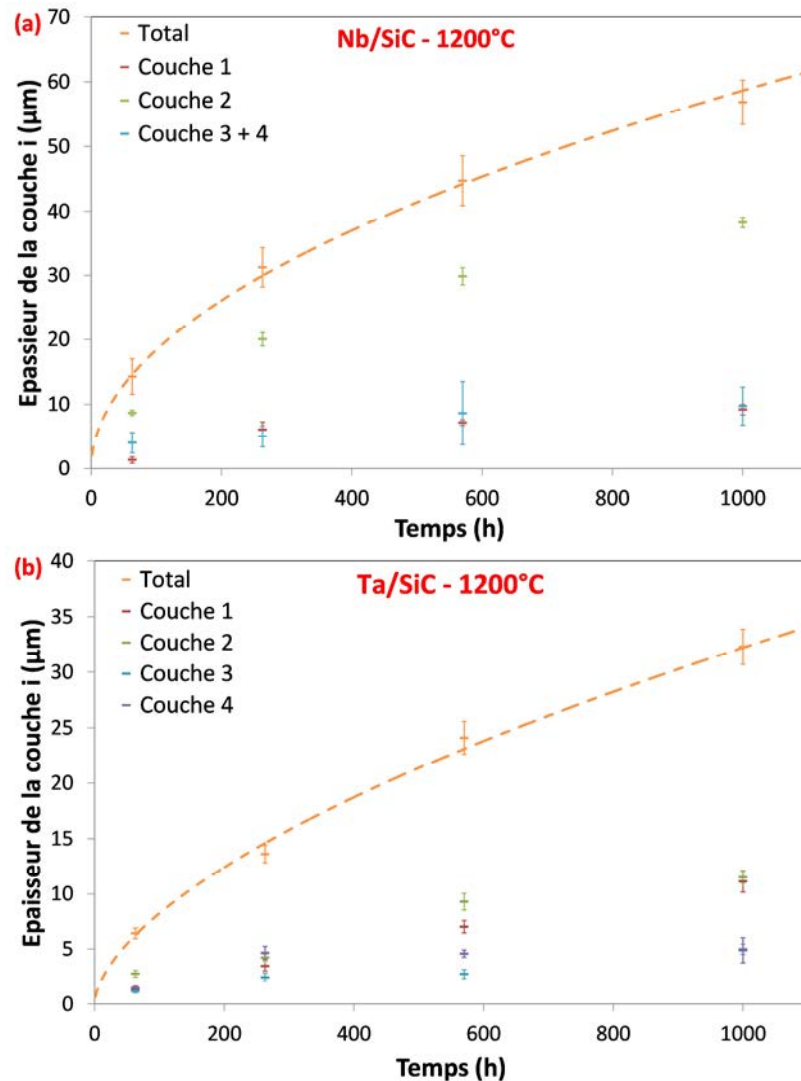 (a)
Nb/SiC - 1200°C
Total
Couche 1
Couche 2
Couche 3 + 4
Epassieur de la couche i (µm)
70
60
50
40
30
20
10
0
0 200 400 600 800 1000
Temps (h)
(b)
Ta/SiC - 1200°C
Total
Couche 1
Couche 2
Couche 3
Couche 4
Epaisseur de la couche i (µm)
40
35
30
25
20
15
10
5
0
0 200 400 600 800 1000
Temps (h)